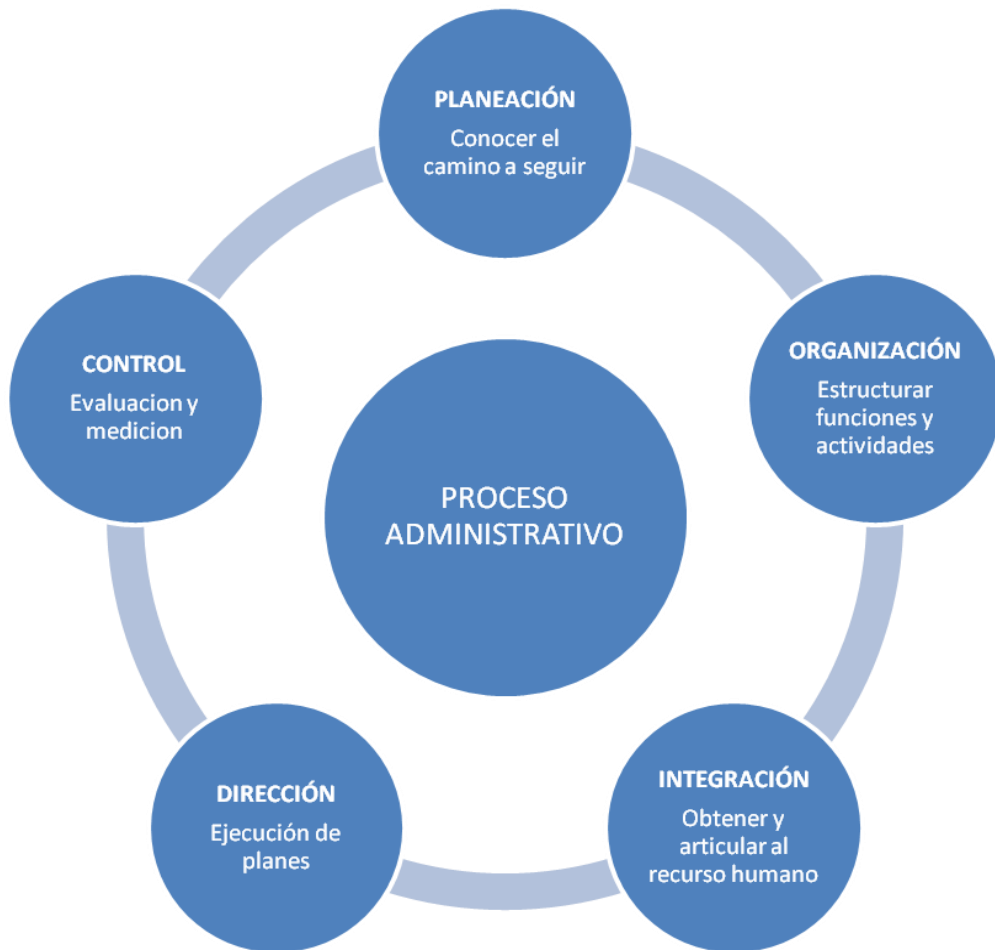 PLANEACIÓN
Conocer el
camino a seguir
ORGANIZACIÓN
Estructurar
funciones y
actividades
INTEGRACIÓN
Obtener y
articular al
recurso humano
DIRECCIÓN
Ejecución de
planes
CONTROL
Evaluacion y
medicion
PROCESO
ADMINISTRATIVO